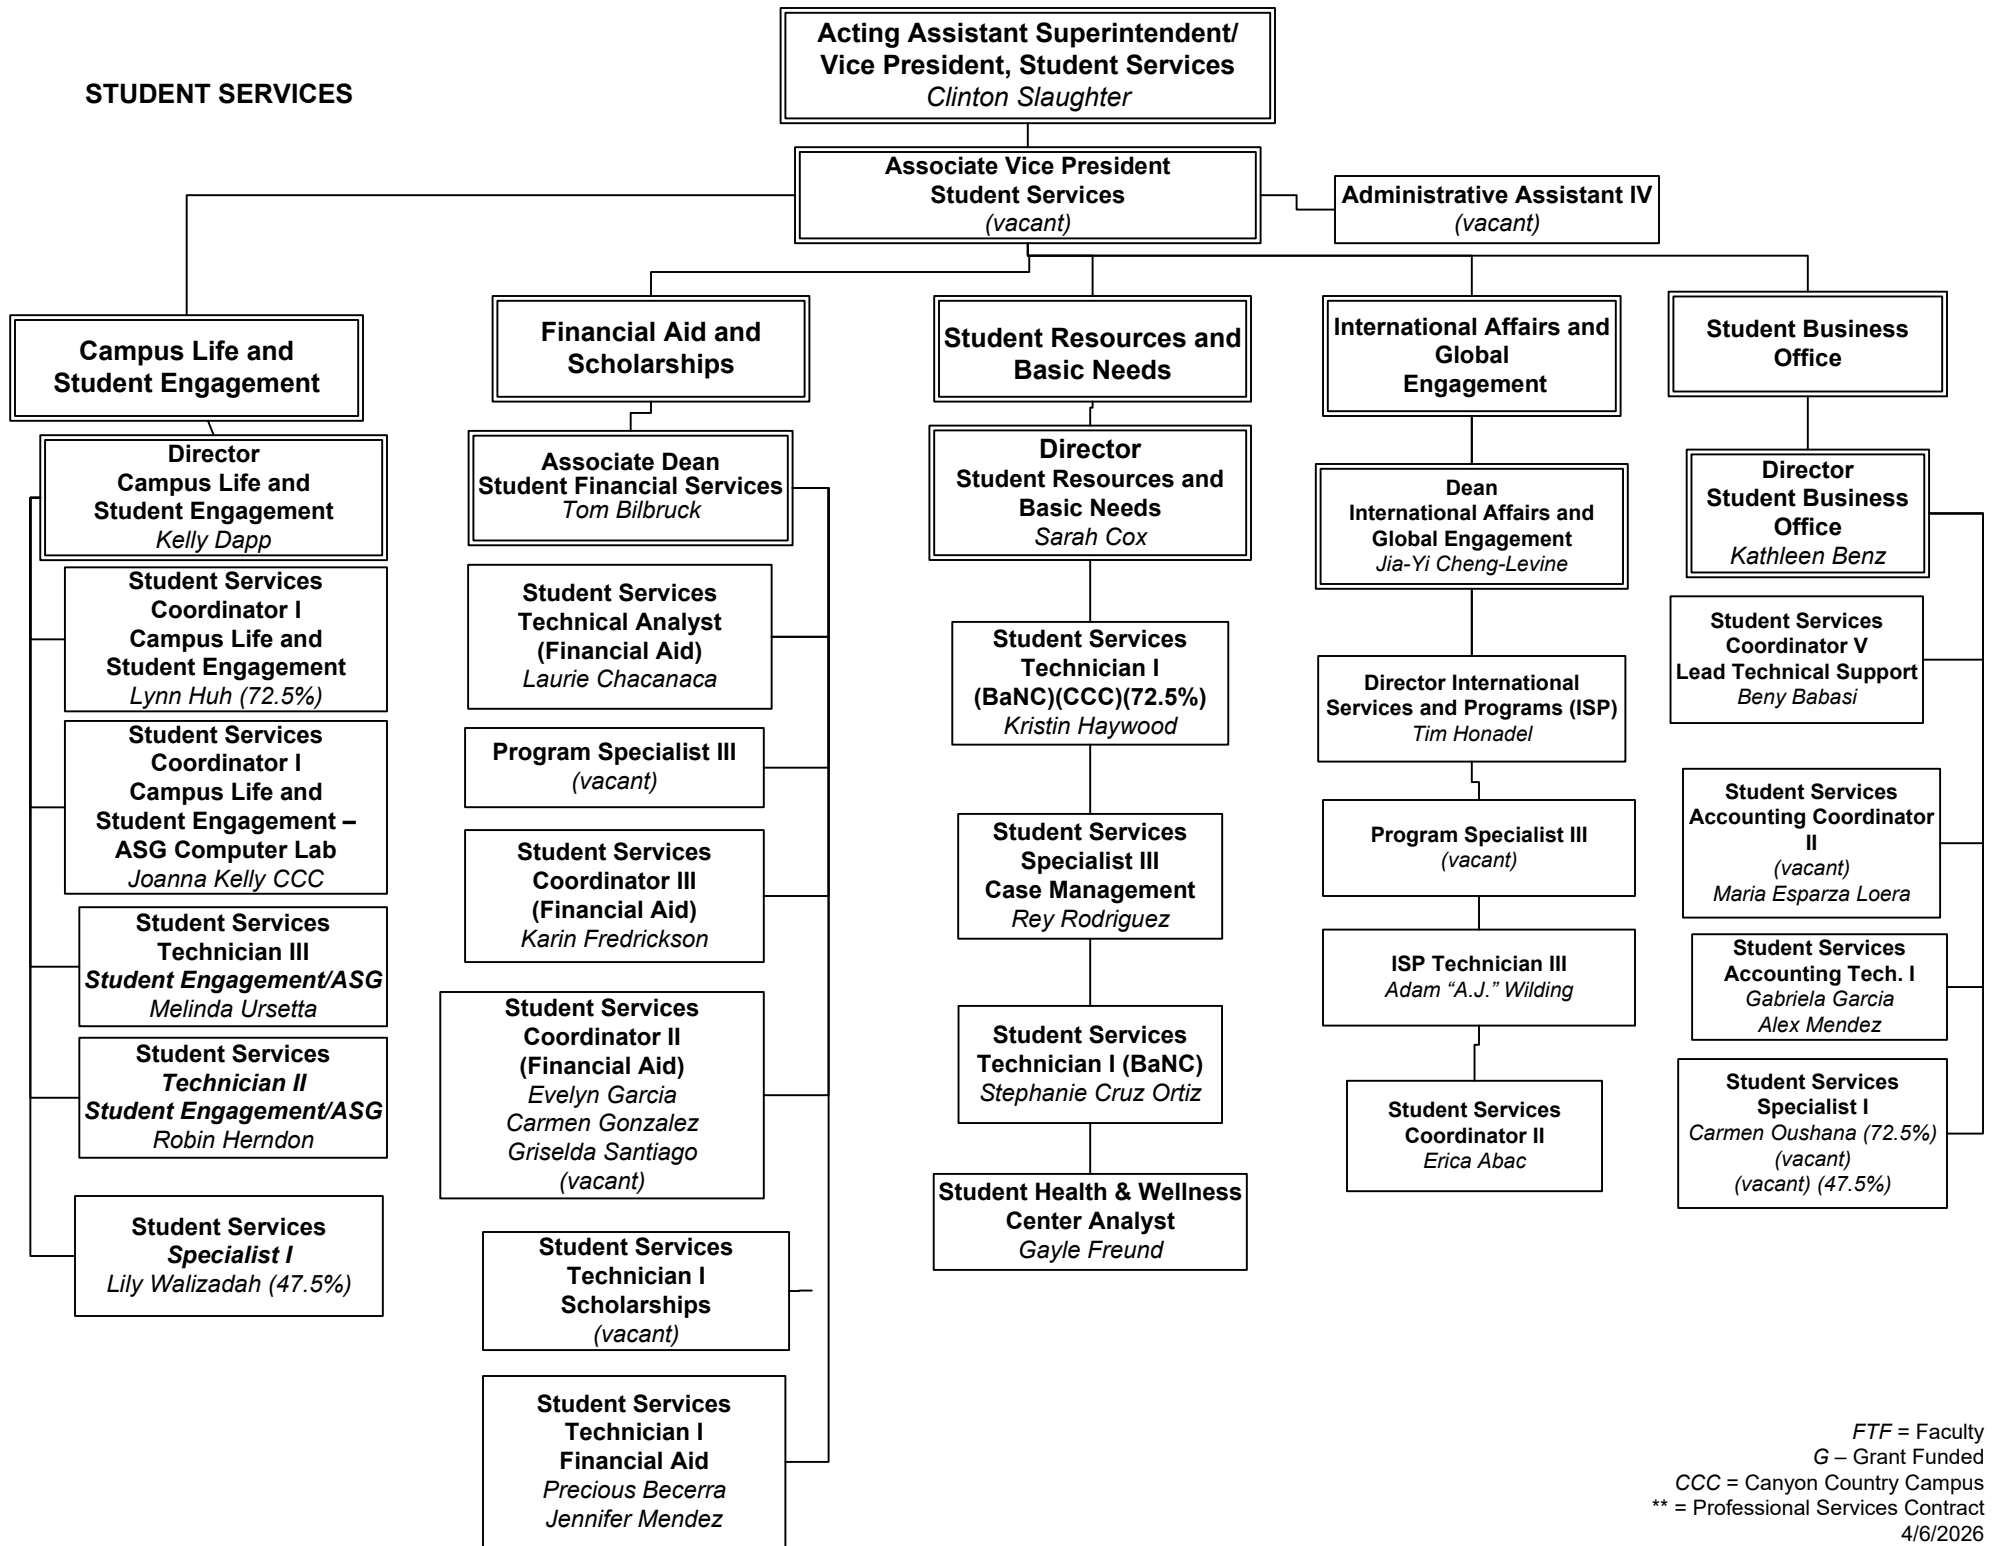 STUDENT SERVICES
Acting Assistant Superintendent/
Vice President, Student Services
Clinton Slaughter
Associate Vice President
Student Services
(vacant)
Administrative Assistant IV
(vacant)
Campus Life and
Student Engagement
Director
Campus Life and
Student Engagement
Kelly Dapp
Student Services
Coordinator I
Campus Life and
Student Engagement
Lynn Huh (72.5%)
Student Services
Coordinator I
Campus Life and
Student Engagement –
ASG Computer Lab
Joanna Kelly CCC
Student Services
Technician III
Student Engagement/ASG
Melinda Ursetta
Student Services
Technician II
Student Engagement/ASG
Robin Herndon
Student Services
Specialist I
Lily Walizadah (47.5%)
Financial Aid and
Scholarships
Associate Dean
Student Financial Services
Tom Bilbruck
Student Services
Technical Analyst
(Financial Aid)
Laurie Chacanaca
Program Specialist III
(vacant)
Student Services
Coordinator III
(Financial Aid)
Karin Fredrickson
Student Services
Coordinator II
(Financial Aid)
Evelyn Garcia
Carmen Gonzalez
Griselda Santiago
(vacant)
Student Services
Technician I
Scholarships
(vacant)
Student Services
Technician I
Financial Aid
Precious Becerra
Jennifer Mendez
Student Resources and
Basic Needs
Director
Student Resources and
Basic Needs
Sarah Cox
Student Services
Technician I
(BaNC)(CCC)(72.5%)
Kristin Haywood
Student Services
Specialist III
Case Management
Rey Rodriguez
Student Services
Technician I (BaNC)
Stephanie Cruz Ortiz
Student Health & Wellness
Center Analyst
Gayle Freund
International Affairs and
Global
Engagement
Dean
International Affairs and
Global Engagement
Jia-Yi Cheng-Levine
Director International
Services and Programs (ISP)
Tim Honadel
Program Specialist III
(vacant)
ISP Technician III
Adam “A.J.” Wilding
Student Services
Coordinator II
Erica Abac
Student Business
Office
Director
Student Business
Office
Kathleen Benz
Student Services
Coordinator V
Lead Technical Support
Beny Babasi
Student Services
Accounting Coordinator
II
(vacant)
Maria Esparza Loera
Student Services
Accounting Tech. I
Gabriela Garcia
Alex Mendez
Student Services
Specialist I
Carmen Oushana (72.5%)
(vacant)
(vacant) (47.5%)
FTF = Faculty
G – Grant Funded
CCC = Canyon Country Campus
** = Professional Services Contract
4/6/2026